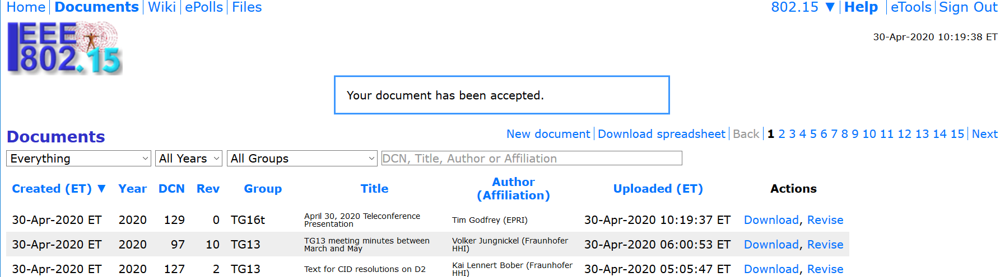 Home | Documents | Wiki | ePolls | Files
802.15 ▼ | Help | eTools | Sign Out
IEEE
802.15
30-Apr-2020 10:19:38 ET
Your document has been accepted.
Documents
New document | Download spreadsheet | Back | 1 2 3 4 5 6 7 8 9 10 11 12 13 14 15 | Next
Everything All Years All Groups DCN, Title, Author or Affiliation
Created (ET) ▼ Year DCN Rev Group Title Author (Affiliation) Uploaded (ET) Actions
30-Apr-2020 ET 2020 129 0 TG16t April 30, 2020 Teleconference Presentation Tim Godfrey (EPRI) 30-Apr-2020 10:19:37 ET Download, Revise
30-Apr-2020 ET 2020 97 10 TG13 TG13 meeting minutes between March and May Volker Jungnickel (Fraunhofer HHI) 30-Apr-2020 06:00:53 ET Download, Revise
30-Apr-2020 ET 2020 127 2 TG13 Text for CID resolutions on D2 Kai Lennert Bober (Fraunhofer HHI) 30-Apr-2020 05:05:47 ET Download, Revise